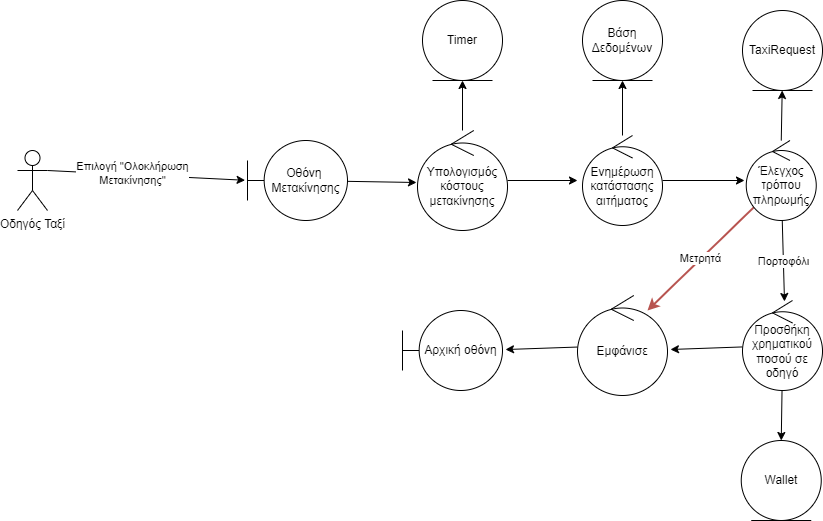 Timer
Βάση
Δεδομένων
TaxiRequest
Επιλογή "Ολοκλήρωση
Μετακίνησης"
Οδηγός Ταξί
Οθόνη
Μετακίνησης
Υπολογισμός
κόστους
μετακίνησης
Ενημέρωση
κατάστασης
αιτήματος
Έλεγχος
τρόπου
πληρωμής
Μετρητά
Πορτοφόλι
Αρχική οθόνη
Εμφάνισε
Προσθήκη
χρηματικού
ποσού σε
οδηγό
Wallet